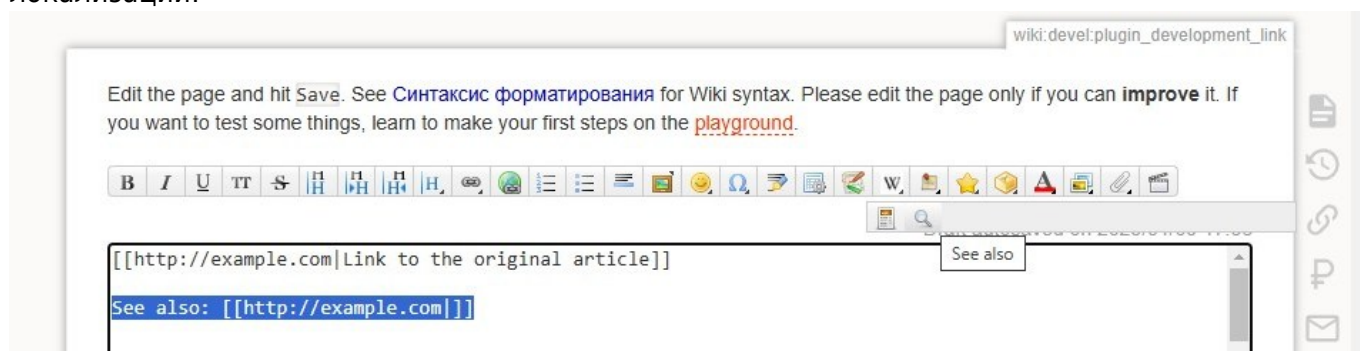 локализации.
wiki:devel:plugin_development_link
Edit the page and hit Save. See Синтаксис форматирования for Wiki syntax. Please edit the page only if you can improve it. If
you want to test some things, learn to make your first steps on the playground.
B I U TT S H H H H, Ω W, A
[[http://example.com|Link to the original article]]
See also
See also: [[http://example.com|]]